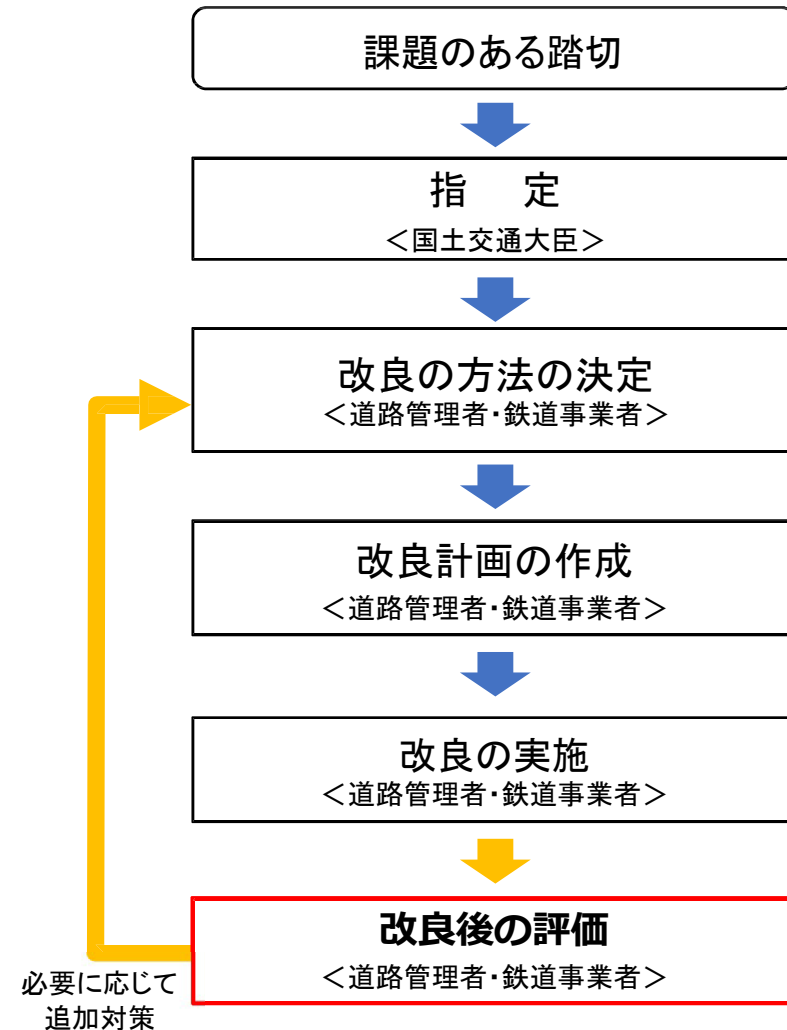 課題のある踏切
指　定
＜国土交通大臣＞
改良の方法の決定
＜道路管理者・鉄道事業者＞
改良計画の作成
＜道路管理者・鉄道事業者＞
改良の実施
＜道路管理者・鉄道事業者＞
改良後の評価
＜道路管理者・鉄道事業者＞
必要に応じて
追加対策